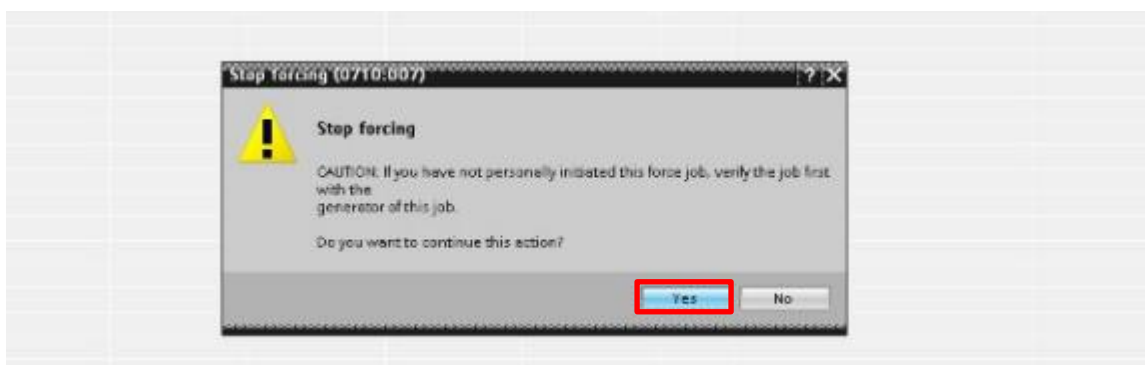 Stop forcing (0710:007)
Stop forcing
CAUTION: If you have not personally initiated this force job, verify the job first
with the
generator of this job.
Do you want to continue this action?
Yes No